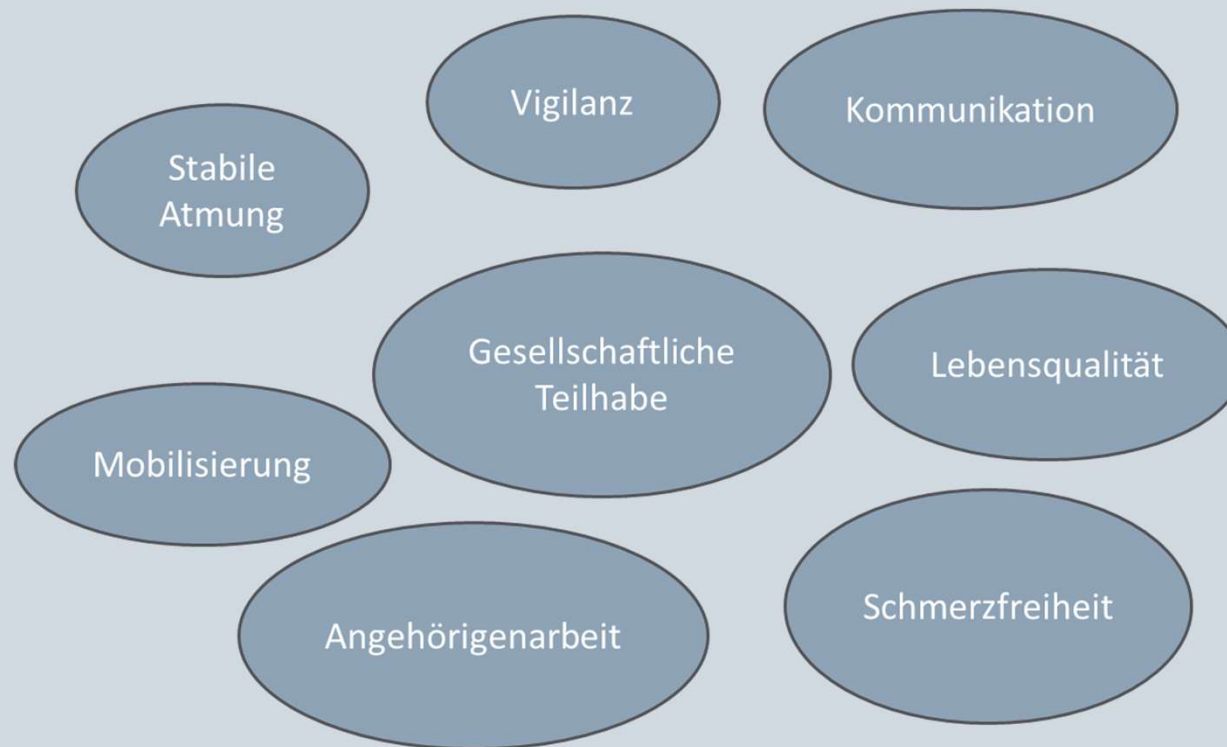 Vigilanz
Kommunikation
Stabile
Atmung
Gesellschaftliche
Teilhabe
Lebensqualität
Mobilisierung
Angehörigenarbeit
Schmerzfreiheit